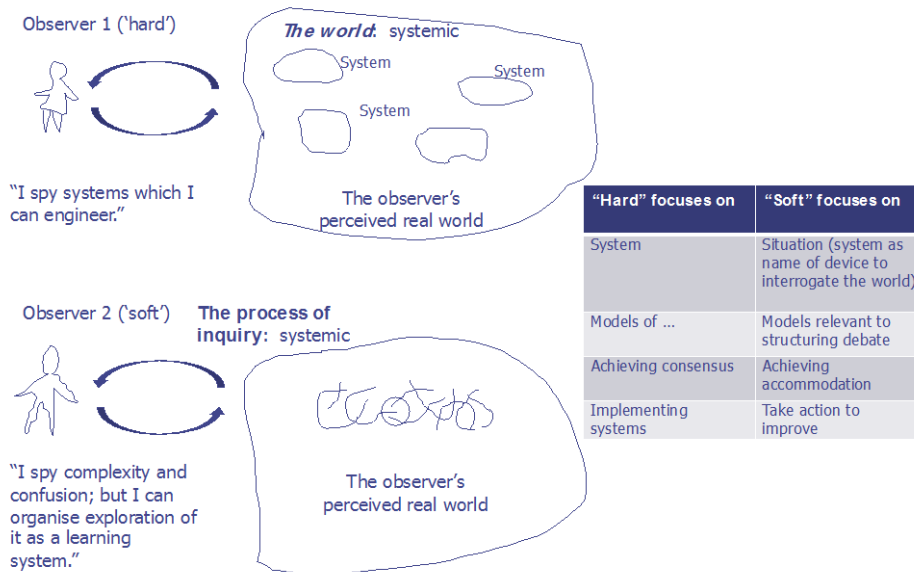 Observer 1 (‘hard’)
The world: systemic
System
System
System
“I spy systems which I
can engineer.”
The observer’s
perceived real world
Observer 2 (‘soft’)
The process of
inquiry: systemic
“I spy complexity and
confusion; but I can
organise exploration of
it as a learning
system.”
The observer’s
perceived real world
“Hard” focuses on
“Soft” focuses on
System
Situation (system as
name of device to
interrogate the world)
Models of ...
Models relevant to
structuring debate
Achieving consensus
Achieving
accommodation
Implementing
systems
Take action to
improve